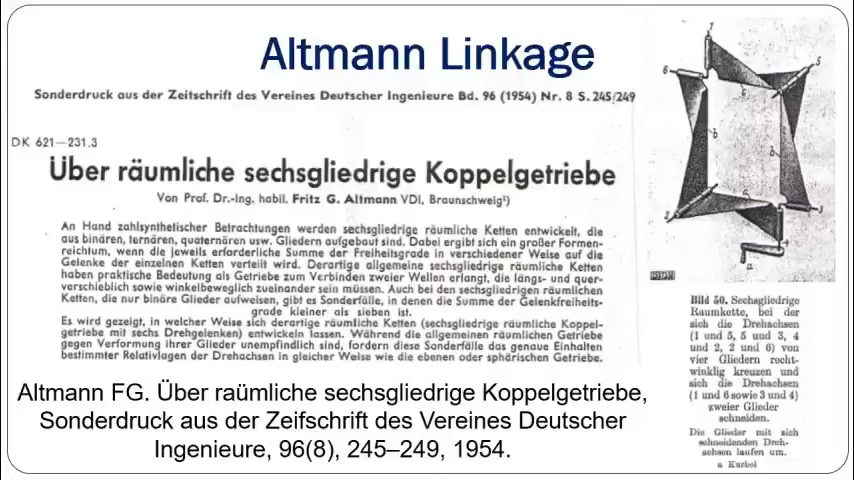 Altmann Linkage
Sonderdruck aus der Zeitschrift des Vereines Deutscher Ingenieure Bd. 96 (1954) Nr. 8 S. 245/249
DK 621—231.3
Über räumliche sechsgliedrige Koppelgetriebe
Von Prof. Dr.-Ing. habil. Fritz G. Altmann VDI, Braunschweig¹)
An Hand zahlsynthetischer Betrachtungen werden sechsgliedrige räumliche Ketten entwickelt, die
aus binären, ternären, quaternären usw. Gliedern aufgebaut sind. Dabei ergibt sich ein großer Formen-
reichtum, wenn die jeweils erforderliche Summe der Freiheitsgrade in verschiedener Weise auf die
Gelenke der einzelnen Ketten verteilt wird. Derartige allgemeine sechsgliedrige räumliche Ketten
haben praktische Bedeutung als Getriebe zum Verbinden zweier Wellen erlangt, die längs- und quer-
verschieblich sowie winkelbeweglich zueinander sein müssen. Auch bei den sechsgliedrigen räumlichen
Ketten, die nur binäre Glieder aufweisen, gibt es Sonderfälle, in denen die Summe der Gelenkfreiheits-
grade kleiner als sieben ist.
Es wird gezeigt, in welcher Weise sich derartige räumliche Ketten (sechsgliedrige räumliche Koppel-
getriebe mit sechs Drehgelenken) entwickeln lassen. Während die allgemeinen räumlichen Getriebe
gegen Verformung ihrer Glieder unempfindlich sind, fordern diese Sonderfälle das genaue Einhalten
bestimmter Relativlagen der Drehachsen in gleicher Weise wie die ebenen oder sphärischen Getriebe.
Altmann FG. Über raümliche sechsgliedrige Koppelgetriebe,
Sonderdruck aus der Zeifschrift des Vereines Deutscher
Ingenieure, 96(8), 245–249, 1954.
1
6
5
b
b
2
3
4
a
Bild 50. Sechsgliedrige
Raumkette, bei der
sich die Drehachsen
(1 und 5, 5 und 3, 4
und 2, 2 und 6) von
vier Gliedern recht-
winklig kreuzen und
sich die Drehachsen
(1 und 6 sowie 3 und 4)
zweier Glieder
schneiden.
Die Glieder mit sich
schneidenden Dreh-
achsen laufen um.
a Kurbel